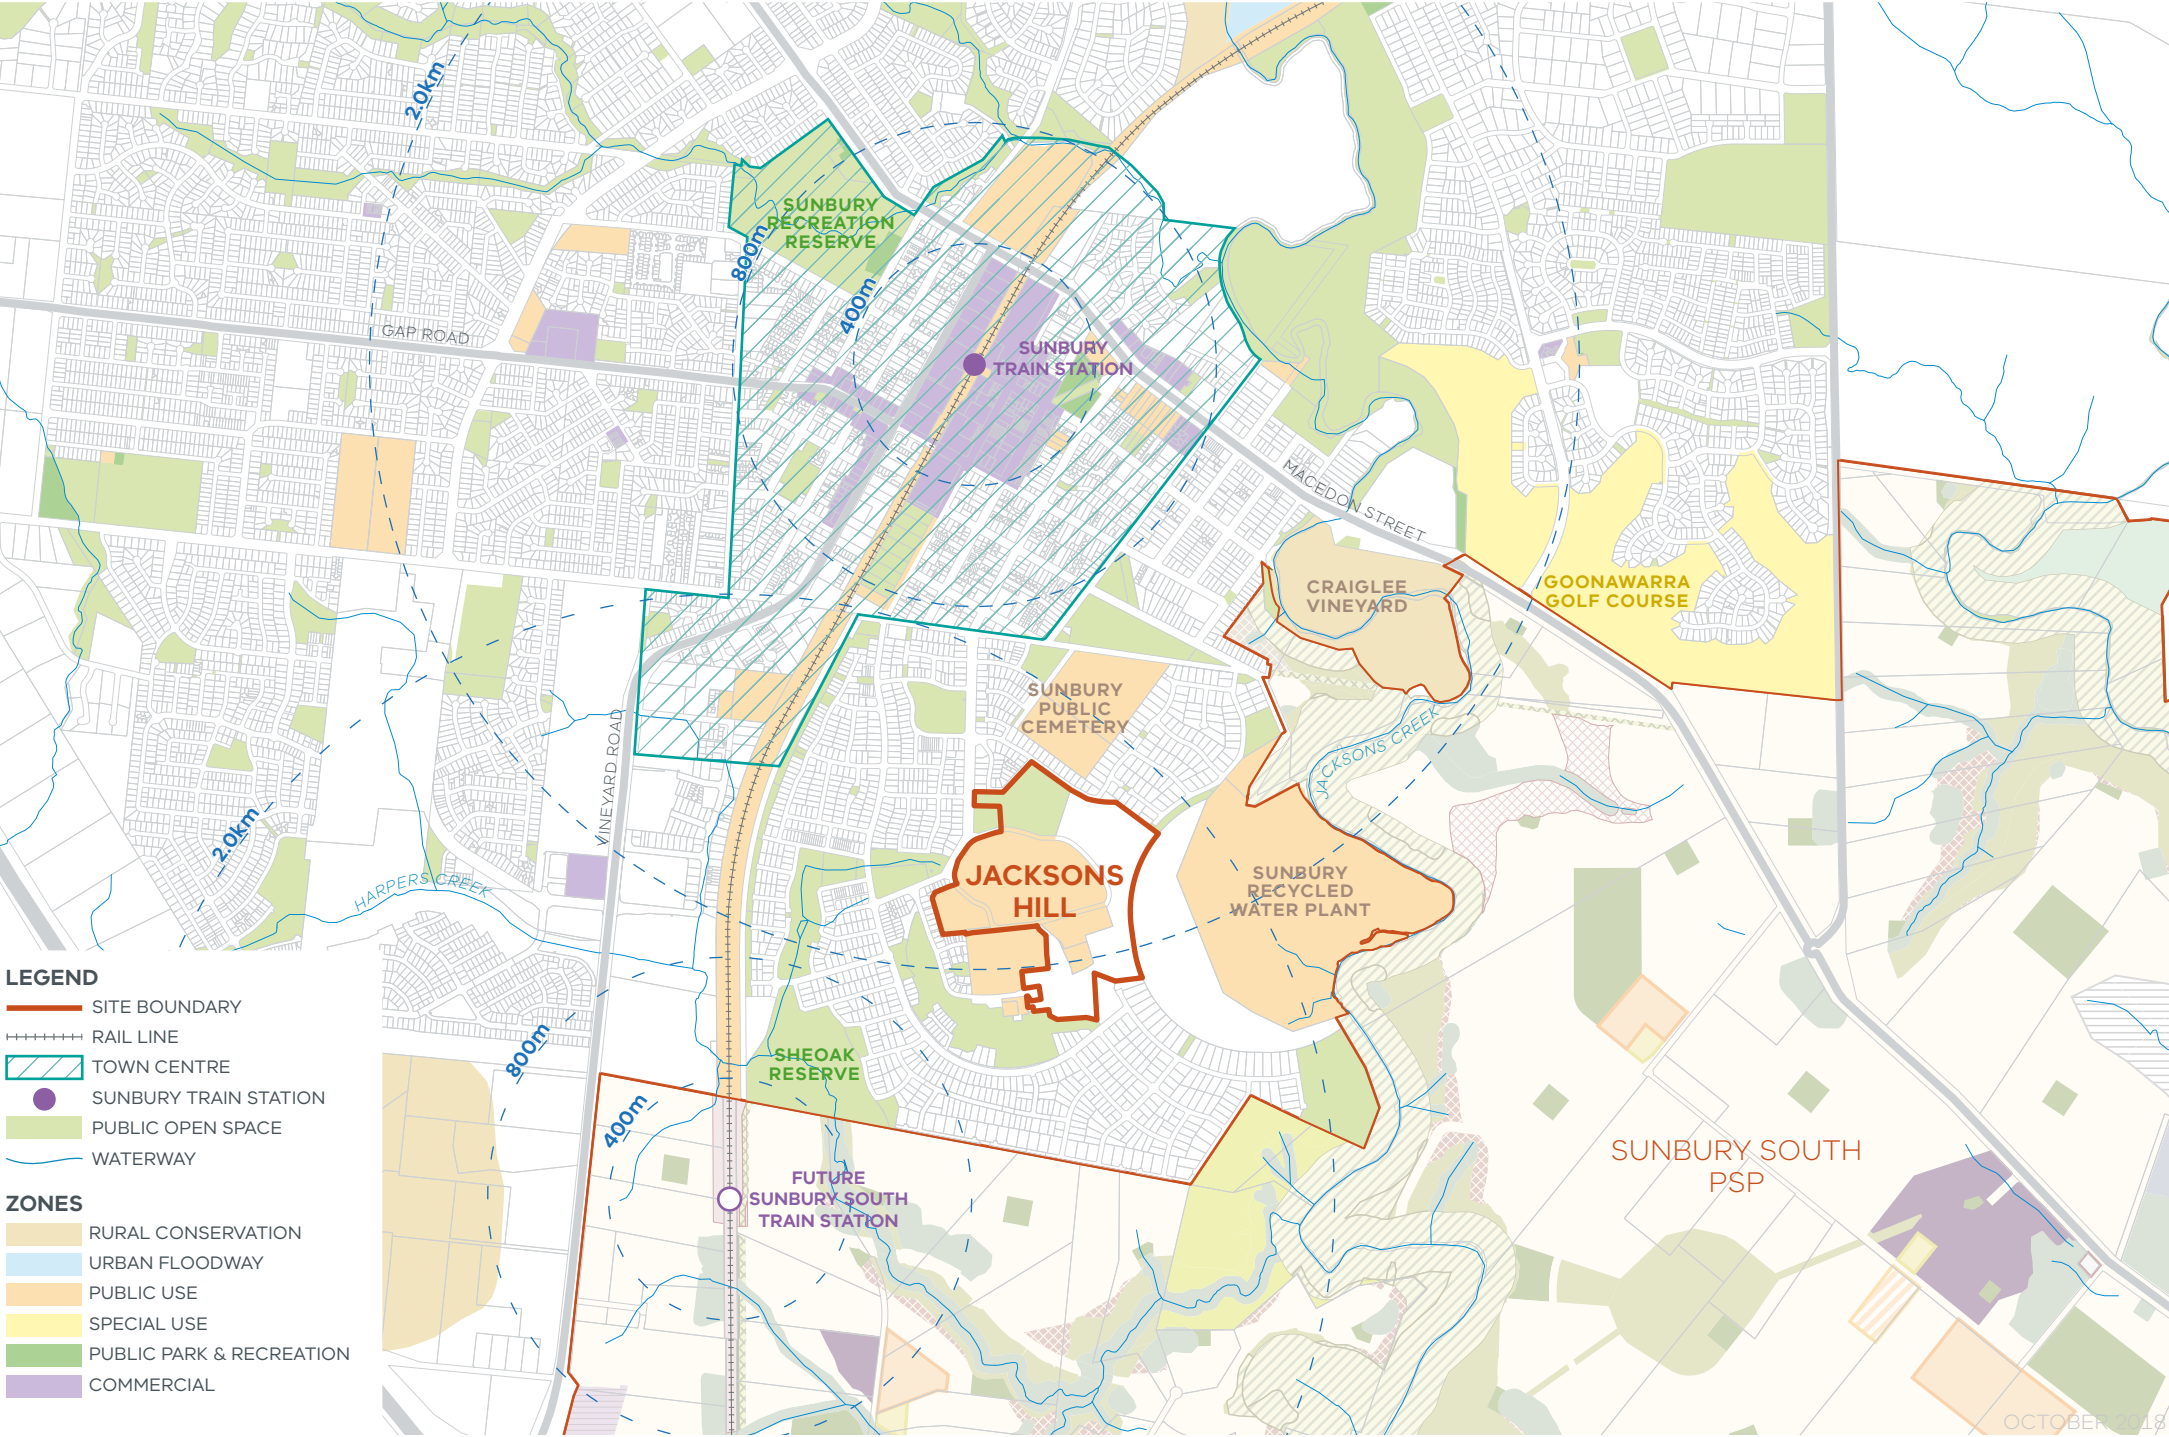 2.0km
SUNBURY
RECREATION
RESERVE
800m
400m
GAP ROAD
SUNBURY
TRAIN STATION
MACEDON STREET
CRAIGLEE
VINEYARD
GOONAWARRA
GOLF COURSE
SUNBURY
PUBLIC
CEMETERY
VINEYARD ROAD
JACKSONS CREEK
2.0km
HARPERS CREEK
JACKSONS
HILL
SUNBURY
RECYCLED
WATER PLANT
800m
400m
SHEOAK
RESERVE
FUTURE
SUNBURY SOUTH
TRAIN STATION
SUNBURY SOUTH
PSP
LEGEND
SITE BOUNDARY
RAIL LINE
TOWN CENTRE
SUNBURY TRAIN STATION
PUBLIC OPEN SPACE
WATERWAY
ZONES
RURAL CONSERVATION
URBAN FLOODWAY
PUBLIC USE
SPECIAL USE
PUBLIC PARK & RECREATION
COMMERCIAL
OCTOBER 2018